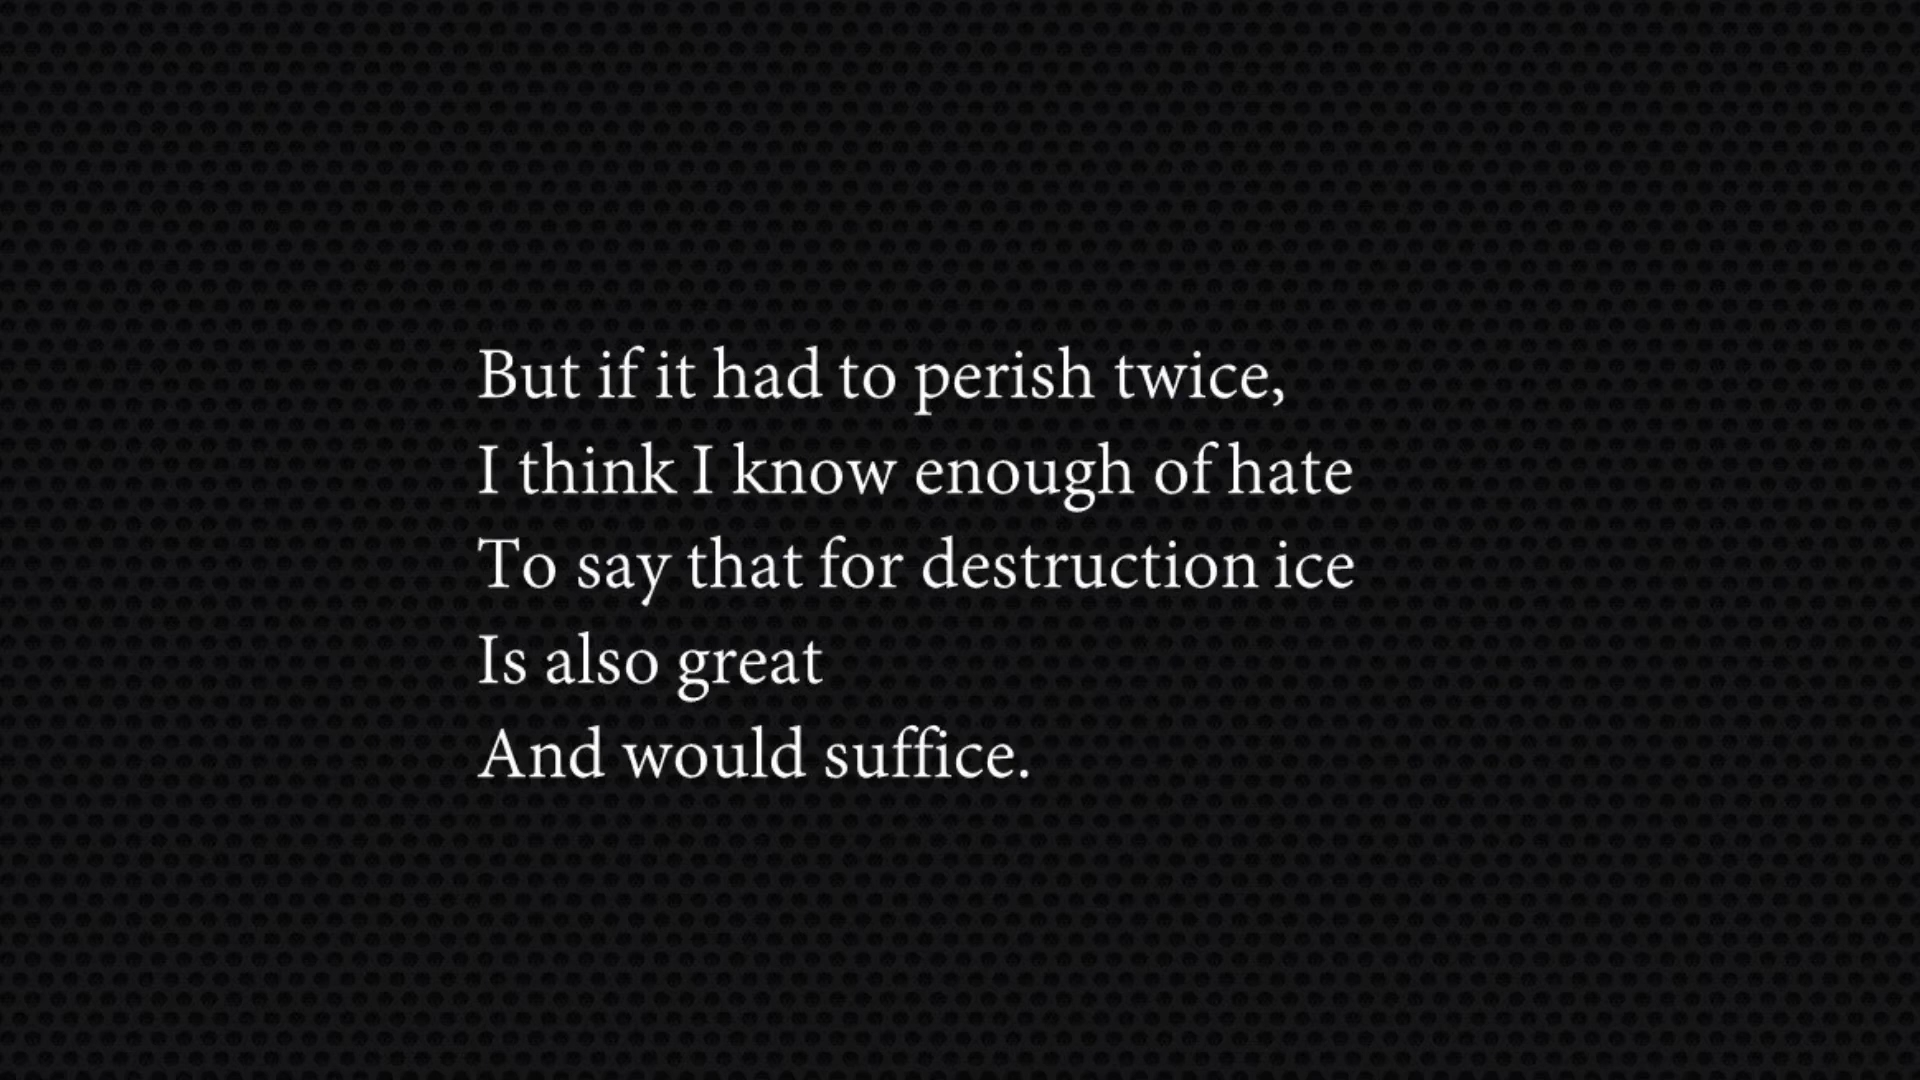 But if it had to perish twice,
I think I know enough of hate
To say that for destruction ice
Is also great
And would suffice.